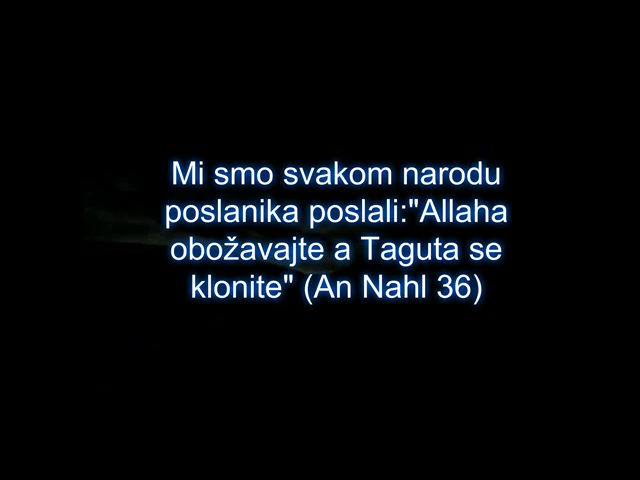 Mi smo svakom narodu
poslanika poslali:"Allaha
obožavajte a Taguta se
klonite" (An Nahl 36)